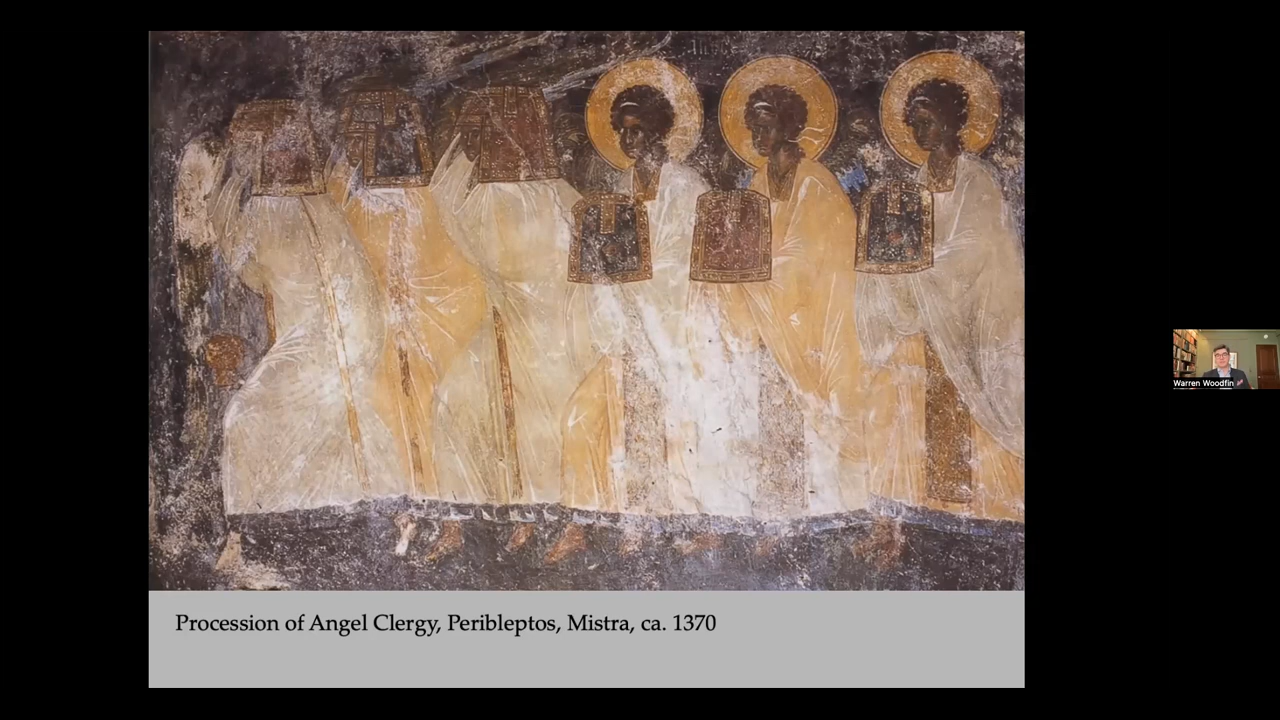 Procession of Angel Clergy, Peribleptos, Mistra, ca. 1370
Warren Woodfin